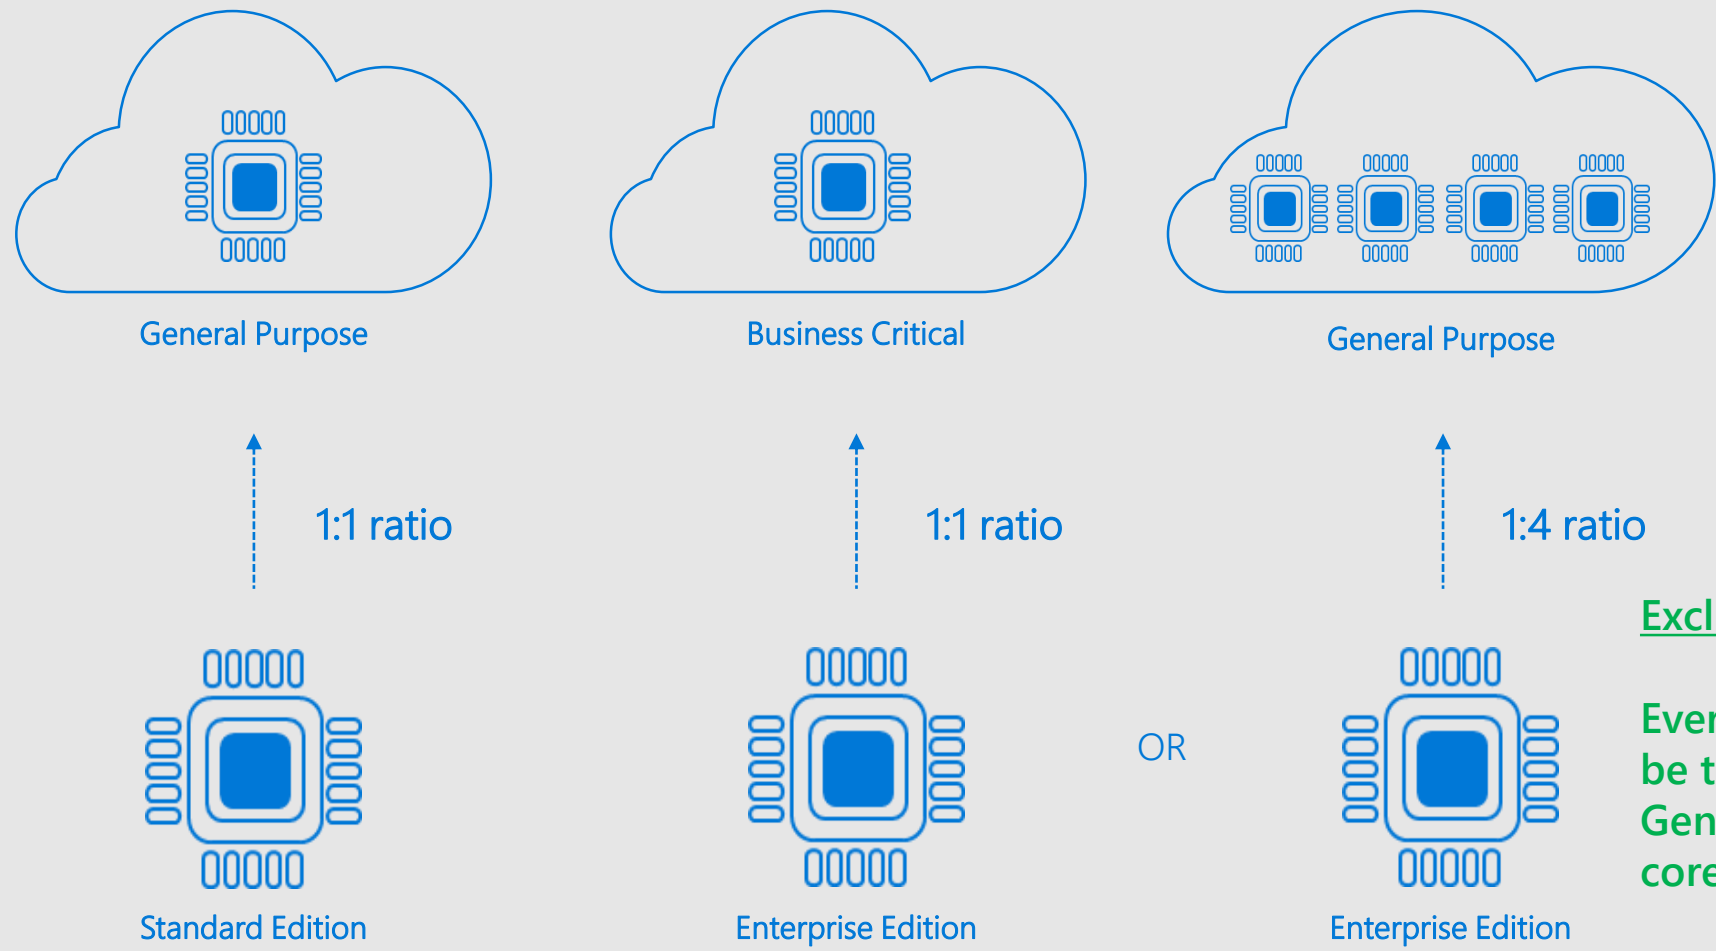 General Purpose
Business Critical
General Purpose
1:1 ratio
1:1 ratio
1:4 ratio
OR
Standard Edition
Enterprise Edition
Enterprise Edition
be